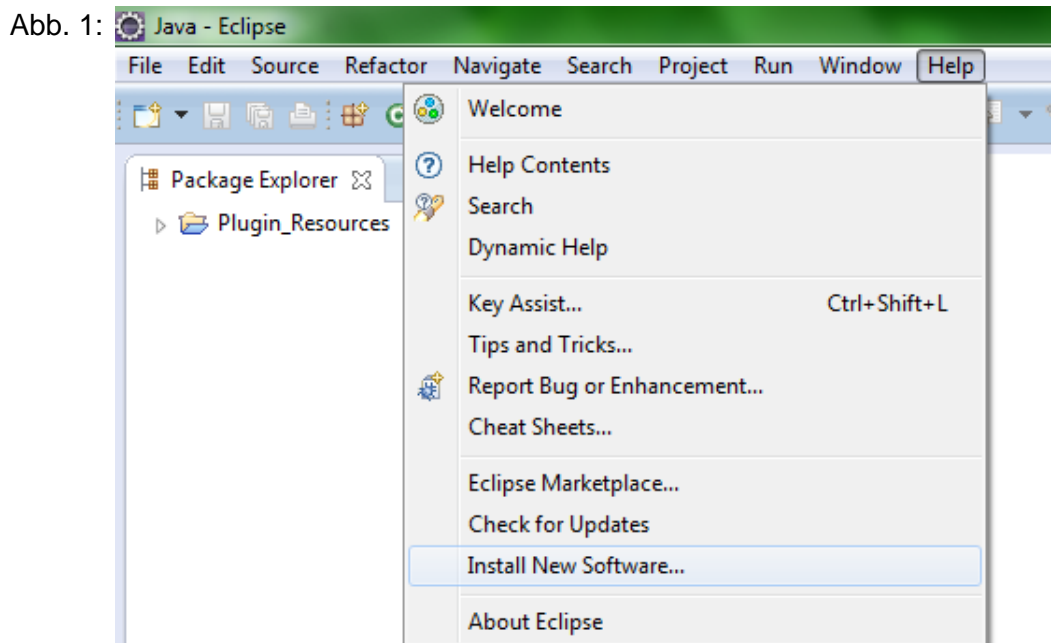 Abb. 1:
Java - Eclipse
File Edit Source Refactor Navigate Search Project Run Window Help
Welcome
Package Explorer
Help Contents
Plugin_Resources
Search
Dynamic Help
Key Assist... Ctrl+Shift+L
Tips and Tricks...
Report Bug or Enhancement...
Cheat Sheets...
Eclipse Marketplace...
Check for Updates
Install New Software...
About Eclipse